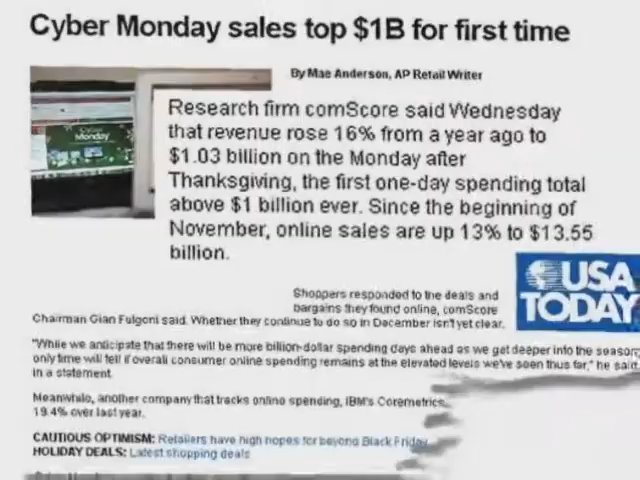 Cyber Monday sales top $1B for first time
By Mae Anderson, AP Retail Writer
Cyber
Monday
Research firm comScore said Wednesday
that revenue rose 16% from a year ago to
$1.03 billion on the Monday after
Thanksgiving, the first one-day spending total
above $1 billion ever. Since the beginning of
November, online sales are up 13% to $13.55
billion.
USA
TODAY
Shoppers responded to the deals and
bargains they found online, comScore
Chairman Gian Fulgoni said. Whether they continue to do so in December isn't yet clear.
"While we anticipate that there will be more billion-dollar spending days ahead as we get deeper into the season,
only time will tell if overall consumer online spending remains at the elevated levels we've seen thus far," he said
in a statement.
Meanwhile, another company that tracks online spending, IBM's Coremetrics,
19.4% over last year.
CAUTIOUS OPTIMISM: Retailers have high hopes for beyond Black Friday
HOLIDAY DEALS: Latest shopping deals